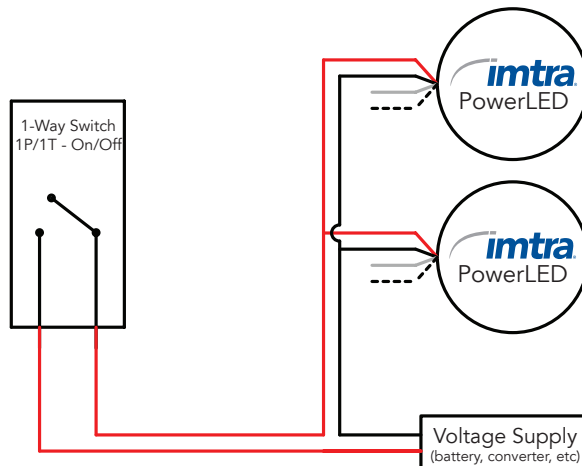 imtra
PowerLED
1-Way Switch
1P/1T - On/Off
imtra
PowerLED
Voltage Supply
(battery, converter, etc)